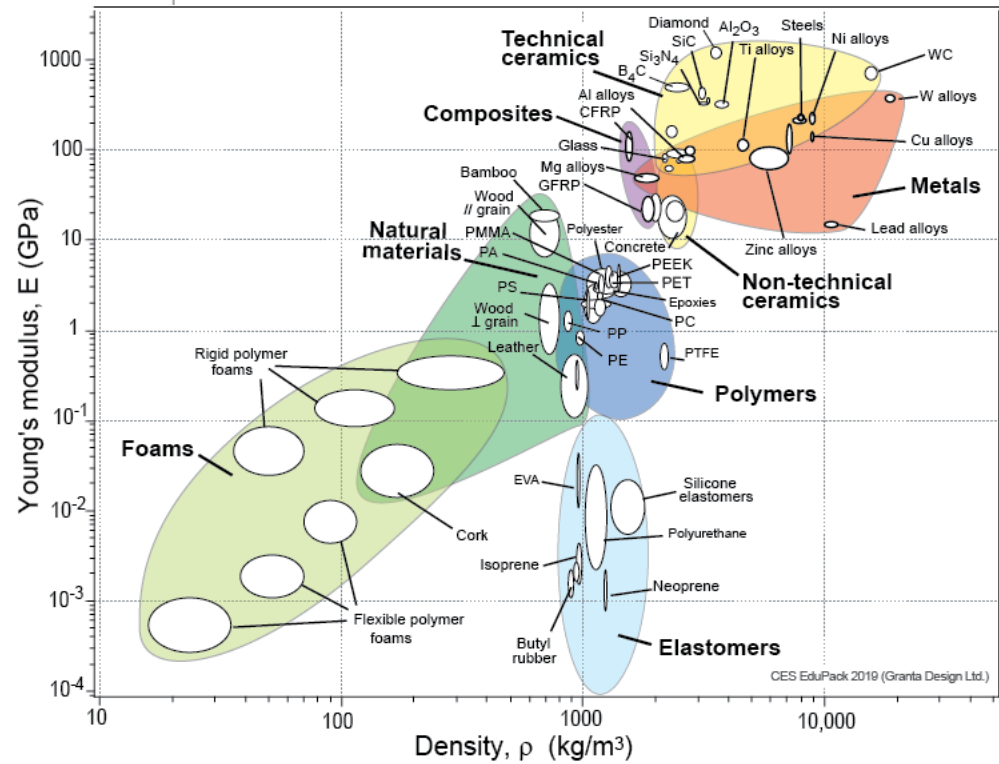 Young's modulus, E (GPa)
1000
100
10
1
10-1
10-2
10-3
10-4
10
100
1000
10,000
Density, ρ (kg/m3)
Technical
ceramics
Diamond
SiC
Si3N4
B4C
Al2O3
Ti alloys
Steels
Ni alloys
WC
W alloys
Cu alloys
Metals
Lead alloys
Zinc alloys
Composites
Al alloys
CFRP
Glass
Mg alloys
GFRP
Non-technical
ceramics
Concrete
Natural
materials
Bamboo
Wood
// grain
PMMA
PA
PS
Wood
⊥ grain
Leather
Polyester
PEEK
PET
Epoxies
PC
PP
PE
PTFE
Polymers
Rigid polymer
foams
Foams
Cork
Flexible polymer
foams
EVA
Silicone
elastomers
Polyurethane
Isoprene
Neoprene
Butyl
rubber
Elastomers
CES EduPack 2019 (Granta Design Ltd.)